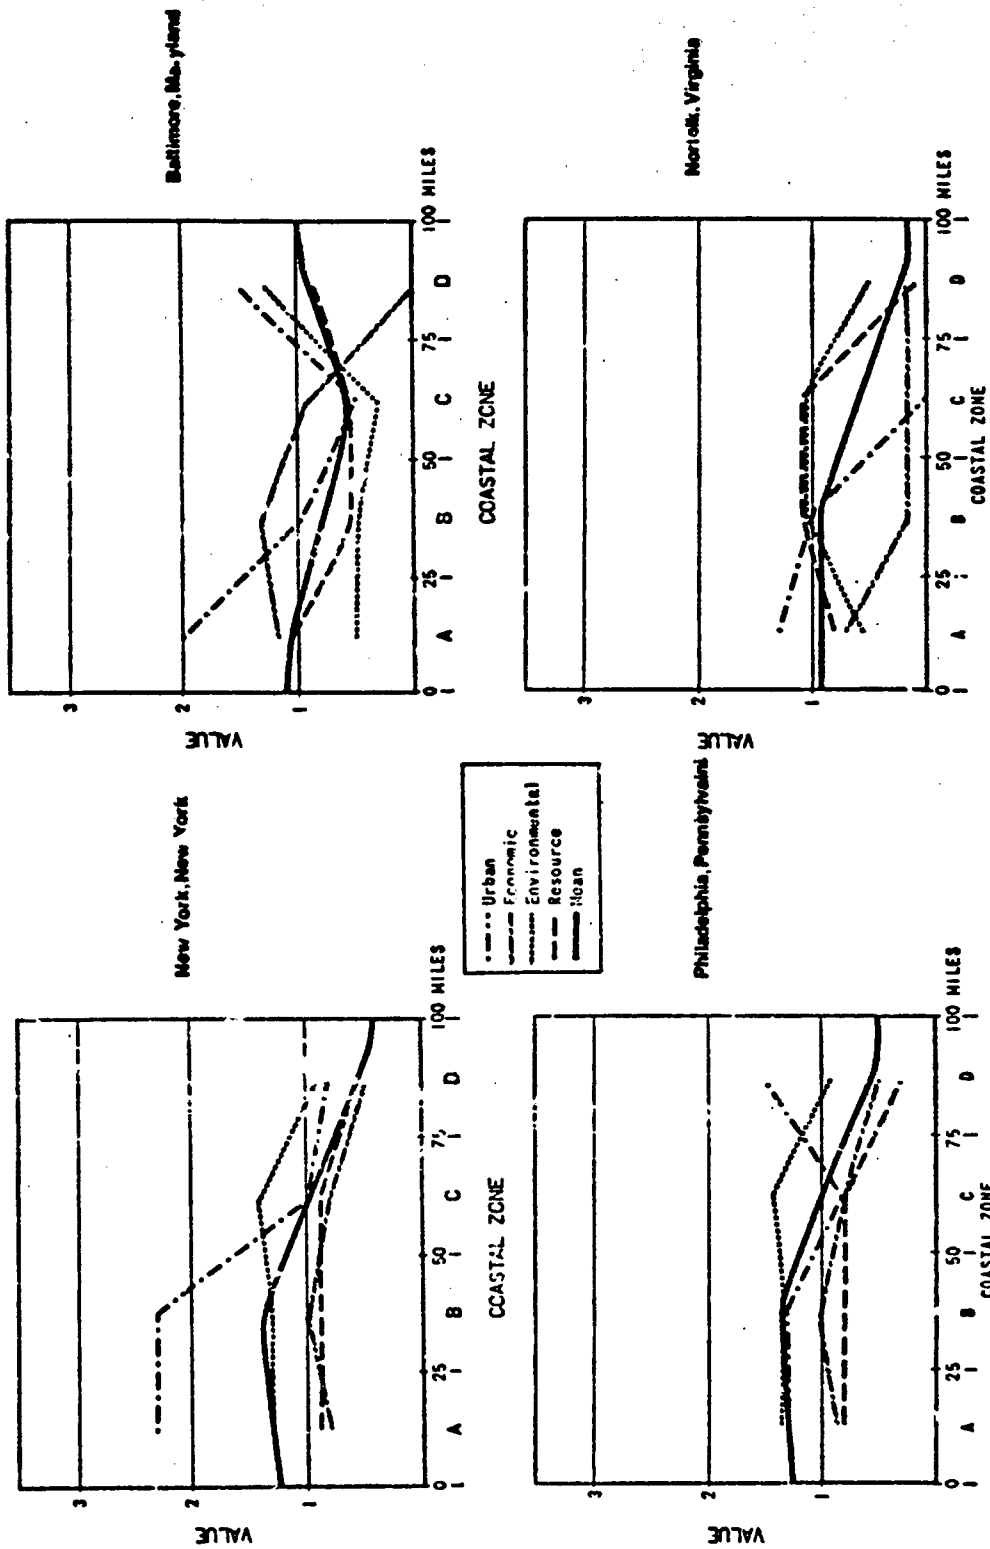 New York, New York
VALUE
3
2
1
0 25 50 75 100 MILES
A B C D
COASTAL ZONE
Baltimore, Ma. yland
VALUE
3
2
1
0 25 50 75 100 MILES
A B C D
COASTAL ZONE
Urban
Economic
Environmental
Resource
Mean
Philadelphia, Pennsylvani
VALUE
3
2
1
0 25 50 75 100 MILES
A B C D
COASTAL ZONE
Norfolk, Virginia
VALUE
3
2
1
0 25 50 75 100 MILES
A B C D
COASTAL ZONE